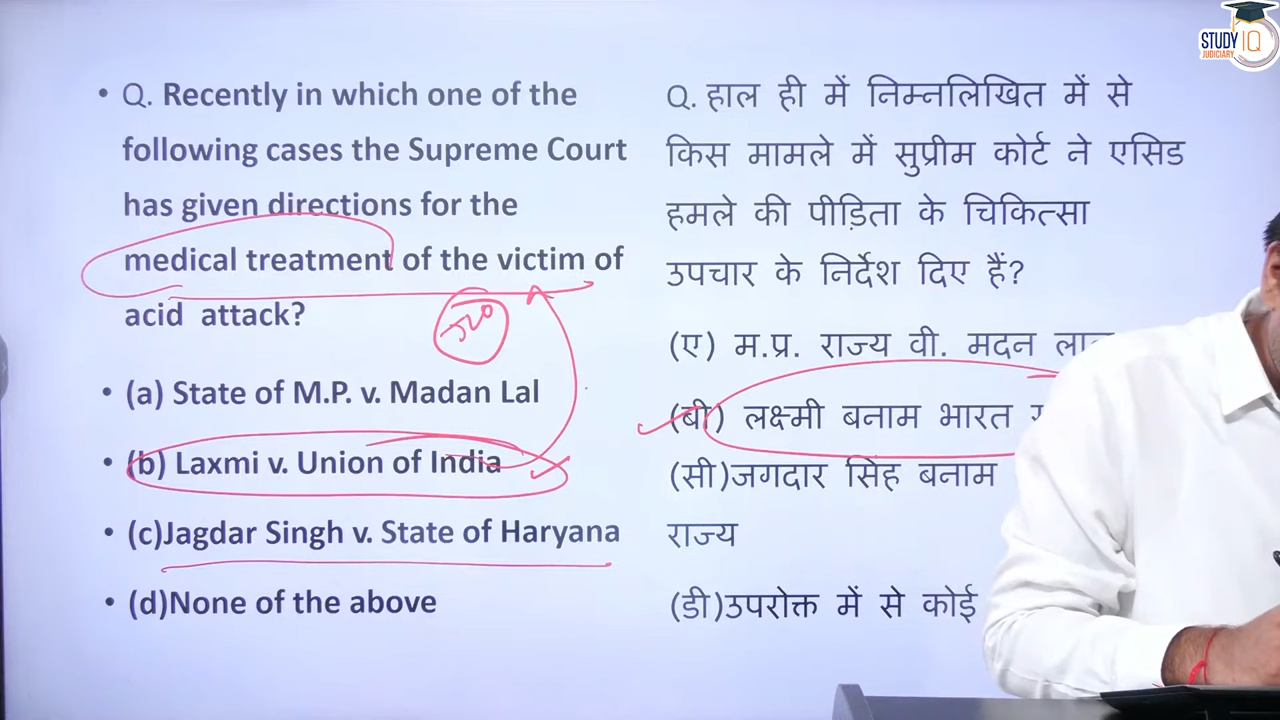 STUDY IQ
JUDICIARY
• Q. Recently in which one of the
following cases the Supreme Court
has given directions for the
medical treatment of the victim of
acid attack?
• (a) State of M.P. v. Madan Lal
• (b) Laxmi v. Union of India
• (c)Jagdar Singh v. State of Haryana
• (d)None of the above
Q. हाल ही में निम्नलिखित में से
किस मामले में सुप्रीम कोर्ट ने एसिड
हमले की पीड़िता के चिकित्सा
उपचार के निर्देश दिए हैं?
(ए) म.प्र. राज्य वी. मदन
(बी) लक्ष्मी बनाम भारत
(सी)जगदार सिंह बनाम
राज्य
(डी)उपरोक्त में से कोई